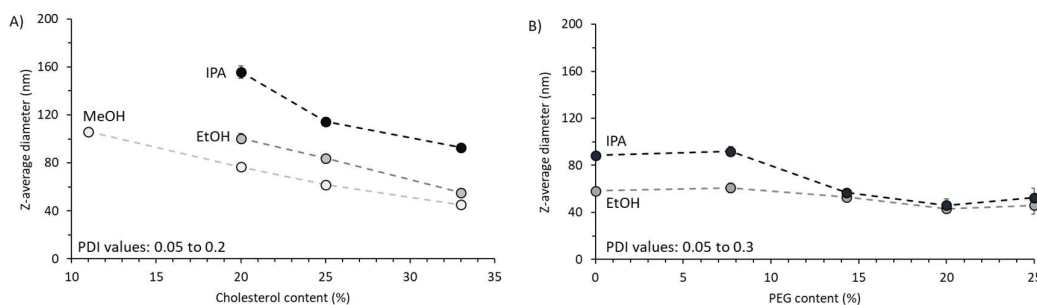 A)
200
160
120
80
40
0
Z-average diameter (nm)
IPA
MeOH
EtOH
PDI values: 0.05 to 0.2
10 15 20 25 30 35
Cholesterol content (%)
B)
200
160
120
80
40
0
Z-average diameter (nm)
IPA
EtOH
PDI values: 0.05 to 0.3
0 5 10 15 20 25
PEG content (%)